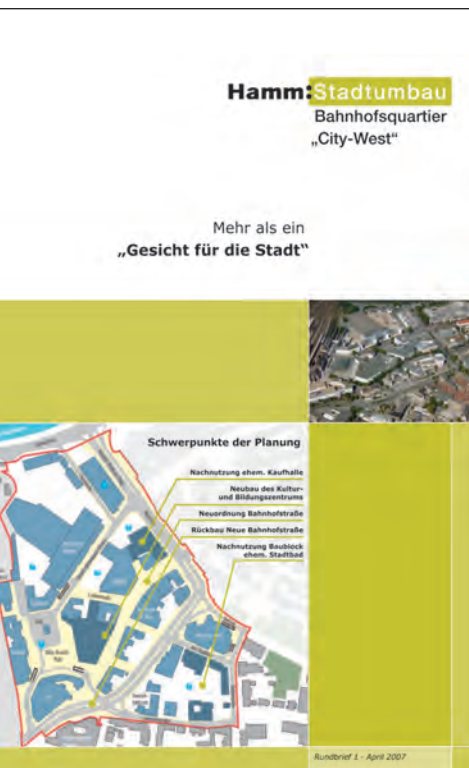 Hamm:Stadtumbau
Bahnhofsquartier
„City-West“
Mehr als ein
„Gesicht für die Stadt“
Schwerpunkte der Planung
Nachnutzung ehem. Kaufhalle
Neubau des Kultur-
und Bildungszentrums
Neuordnung Bahnhofstraße
Rückbau Neue Bahnhofstraße
Nachnutzung Baublock
ehem. Stadtbad
Rundbrief 1 - April 2007